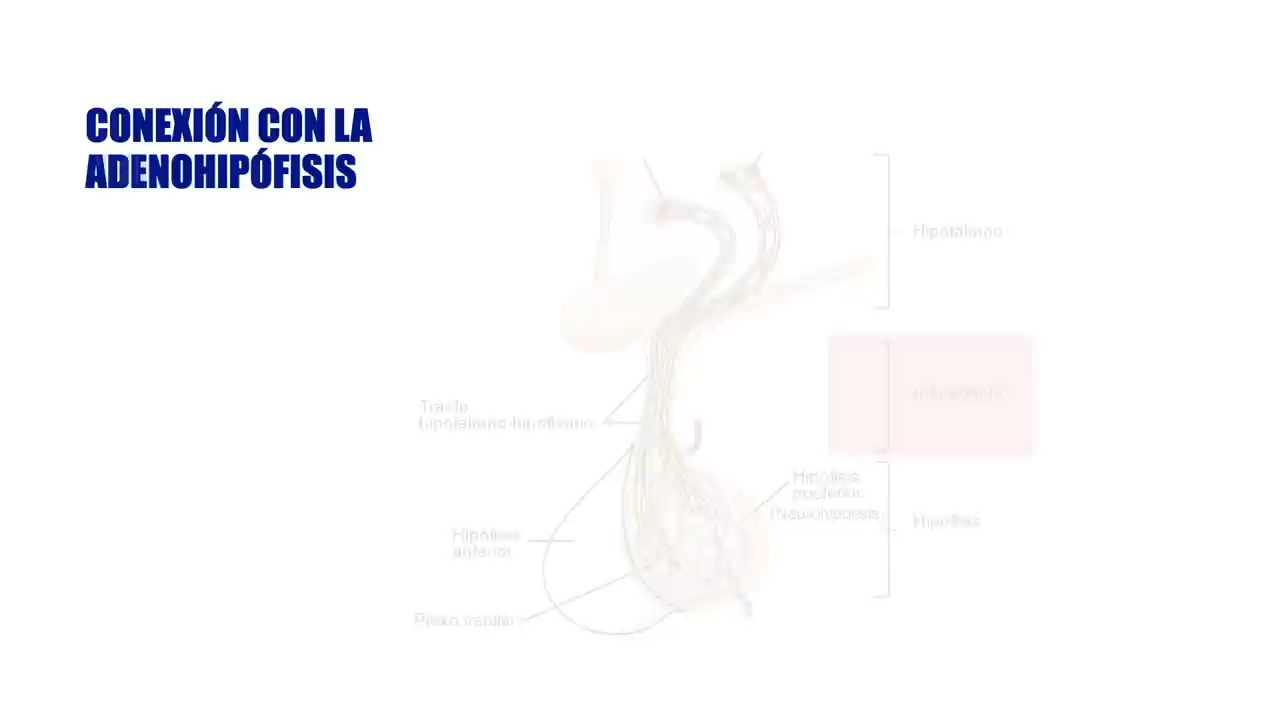 CONEXIÓN CON LA
ADENOHIPÓFISIS
Hipotálamo
Tracto
hipotálamo-hipofisario
Hipófisis
posterior
(Neurohipófisis)
Hipófisis
Hipófisis
anterior
Plexo capilar